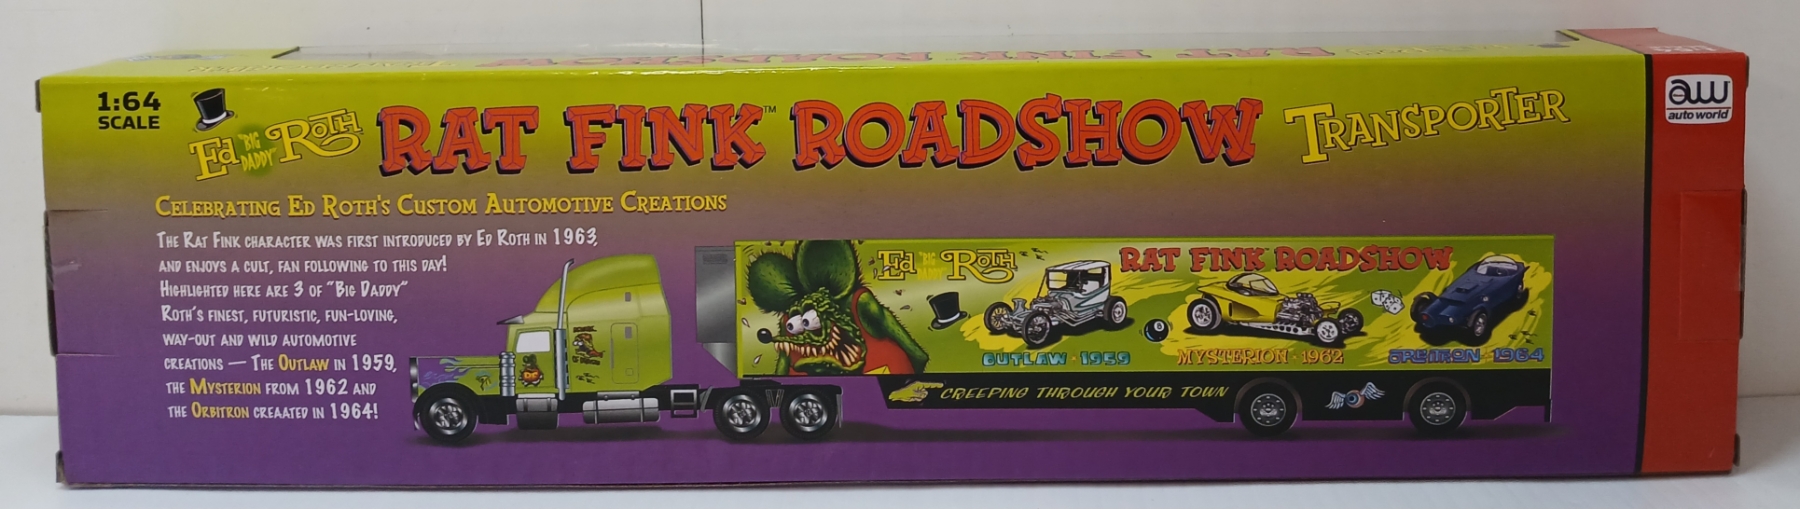 RAT FINK ROADSHOW
1:64
SCALE
Ed "BIG DADDY" Roth RAT FINK™ ROADSHOW TRANSPORTER
aw
auto world
CELEBRATING ED ROTH'S CUSTOM AUTOMOTIVE CREATIONS
THE RAT FINK CHARACTER WAS FIRST INTRODUCED BY ED ROTH IN 1963,
AND ENJOYS A CULT, FAN FOLLOWING TO THIS DAY!
HIGHLIGHTED HERE ARE 3 OF "BIG DADDY"
ROTH'S FINEST, FUTURISTIC, FUN-LOVING,
WAY-OUT AND WILD AUTOMOTIVE
CREATIONS — THE OUTLAW IN 1959,
THE MYSTERION FROM 1962 AND
THE ORBITRON CREAATED IN 1964!
Ed "BIG DADDY" Roth RAT FINK ROADSHOW
OUTLAW · 1959 MYSTERION · 1962 ORBITRON · 1964
CREEPING THROUGH YOUR TOWN
R.F.